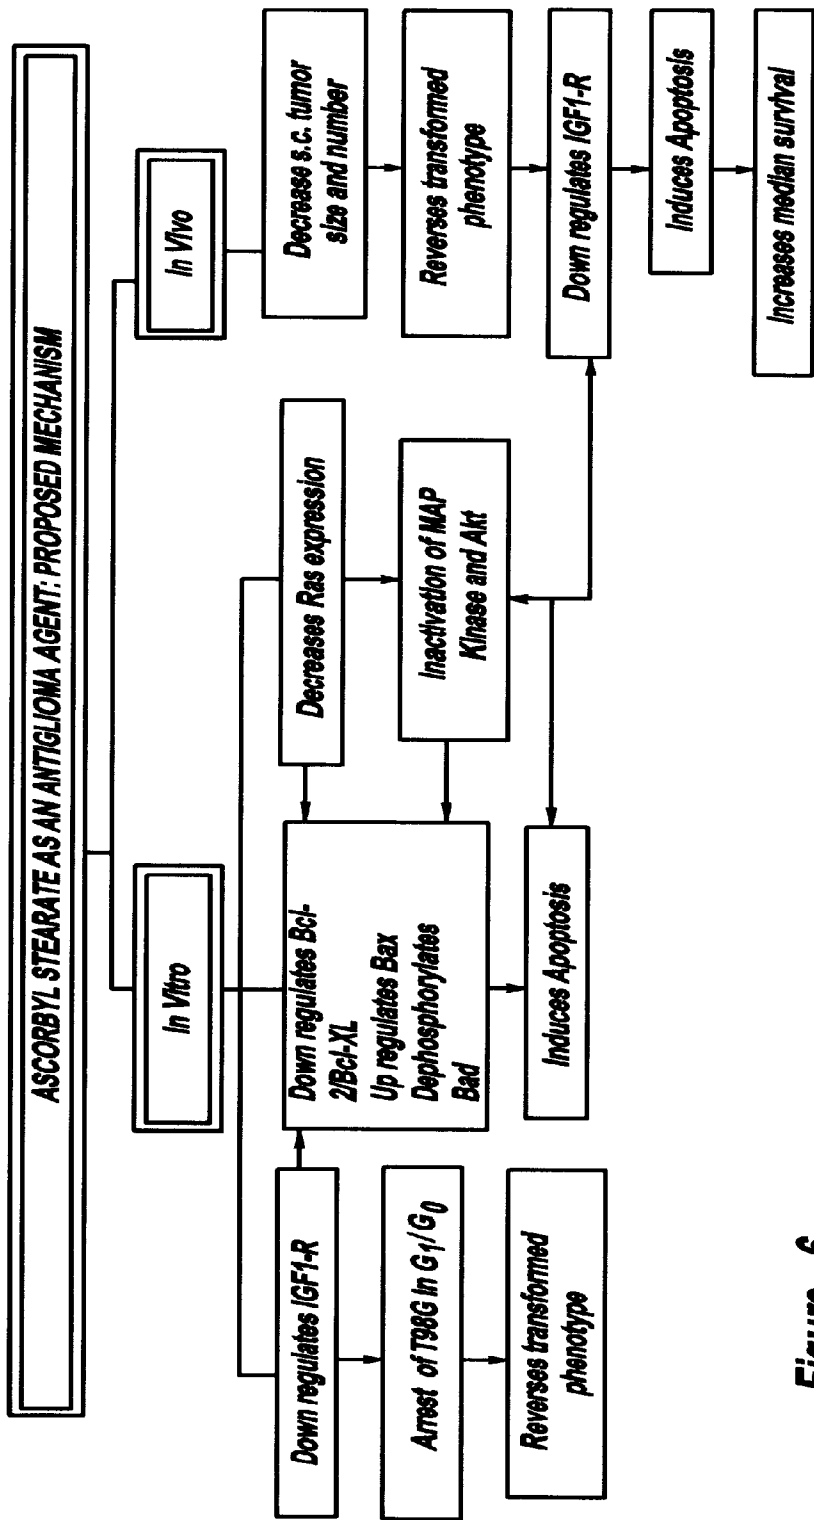 ASCORBYL STEARATE AS AN ANTIGLIOMA AGENT: PROPOSED MECHANISM
In Vitro
In Vivo
Down regulates IGF1-R
Arrest of T98G in G1/G0
Reverses transformed
phenotype
Down regulates Bcl-
2/Bcl-XL
Up regulates Bax
Dephosphorylates
Bad
Induces Apoptosis
Decreases Ras expression
Inactivation of MAP
Kinase and Akt
Decrease s.c. tumor
size and number
Reverses transformed
phenotype
Down regulates IGF1-R
Induces Apoptosis
Increases median survival
Figure 6